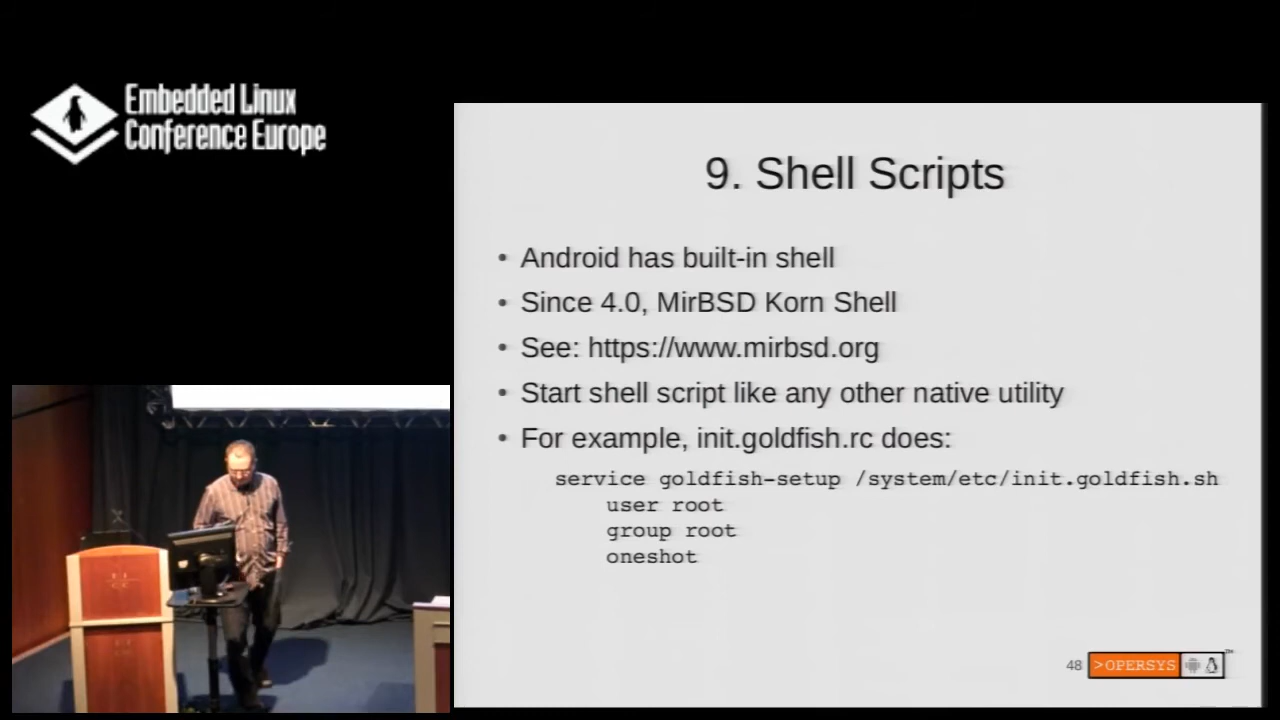 Embedded Linux
Conference Europe
9. Shell Scripts
• Android has built-in shell
• Since 4.0, MirBSD Korn Shell
• See: https://www.mirbsd.org
• Start shell script like any other native utility
• For example, init.goldfish.rc does:
service goldfish-setup /system/etc/init.goldfish.sh
user root
group root
oneshot
48
>OPERSYS
TM